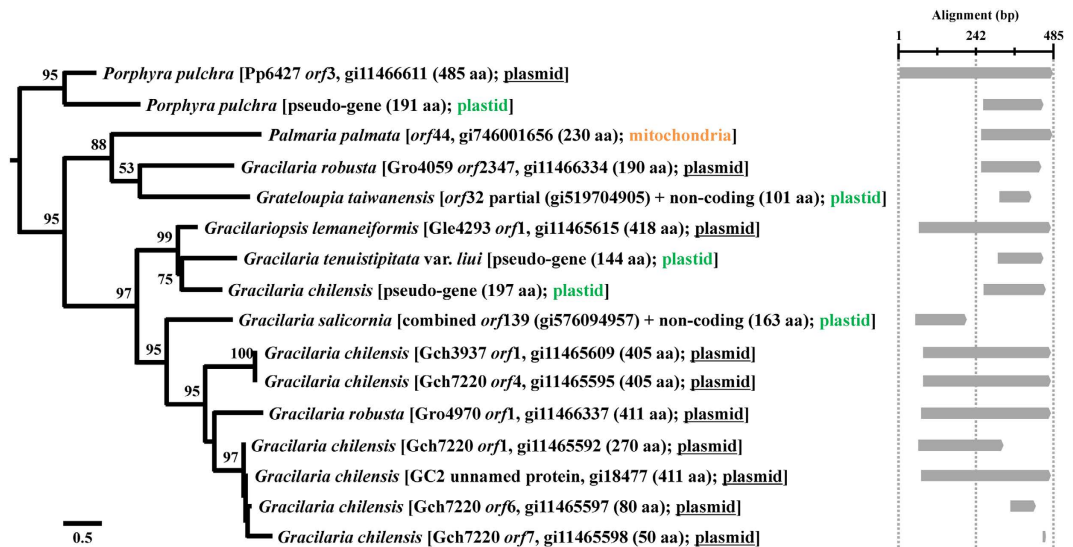 Alignment (bp)
1 242 485
95 Porphyra pulchra [Pp6427 orf3, gi11466611 (485 aa); plasmid]
Porphyra pulchra [pseudo-gene (191 aa); plastid]
88 Palmaria palmata [orf44, gi746001656 (230 aa); mitochondria]
53 Gracilaria robusta [Gro4059 orf2347, gi11466334 (190 aa); plasmid]
Grateloupia taiwanensis [orf32 partial (gi519704905) + non-coding (101 aa); plastid]
95
99 Gracilariopsis lemaneiformis [Gle4293 orf1, gi11465615 (418 aa); plasmid]
Gracilaria tenuistipitata var. liui [pseudo-gene (144 aa); plastid]
75
97 Gracilaria chilensis [pseudo-gene (197 aa); plastid]
Gracilaria salicornia [combined orf139 (gi576094957) + non-coding (163 aa); plastid]
95
100 Gracilaria chilensis [Gch3937 orf1, gi11465609 (405 aa); plasmid]
Gracilaria chilensis [Gch7220 orf4, gi11465595 (405 aa); plasmid]
95
Gracilaria robusta [Gro4970 orf1, gi11466337 (411 aa); plasmid]
Gracilaria chilensis [Gch7220 orf1, gi11465592 (270 aa); plasmid]
97
Gracilaria chilensis [GC2 unnamed protein, gi18477 (411 aa); plasmid]
Gracilaria chilensis [Gch7220 orf6, gi11465597 (80 aa); plasmid]
Gracilaria chilensis [Gch7220 orf7, gi11465598 (50 aa); plasmid]
0.5